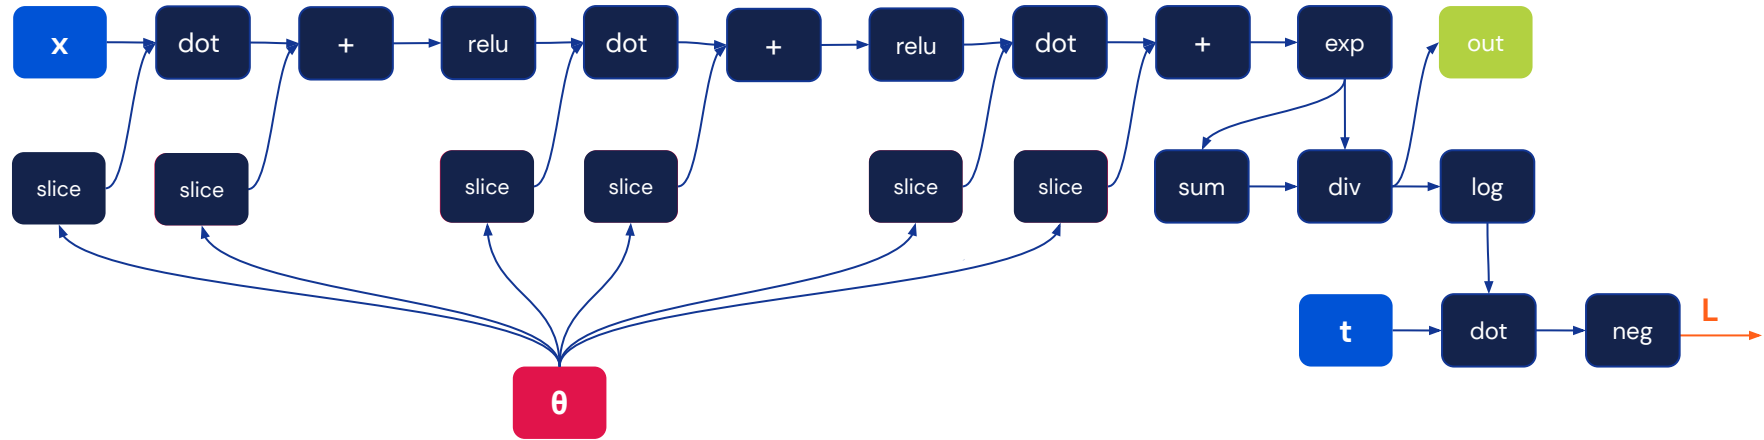 x
dot
+
relu
dot
+
relu
dot
+
exp
out
slice
slice
slice
slice
slice
slice
sum
div
log
t
dot
neg
L
θ